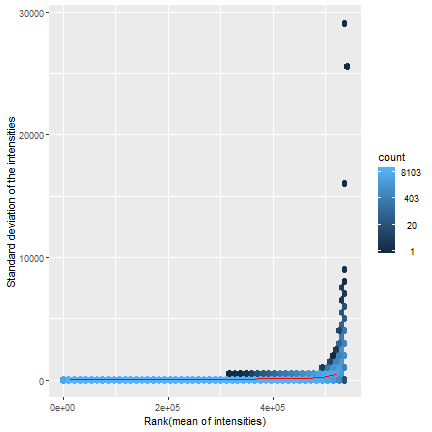 30000
20000
10000
0
Standard deviation of the intensities
0e+00 2e+05 4e+05
Rank(mean of intensities)
count
8103
403
20
1